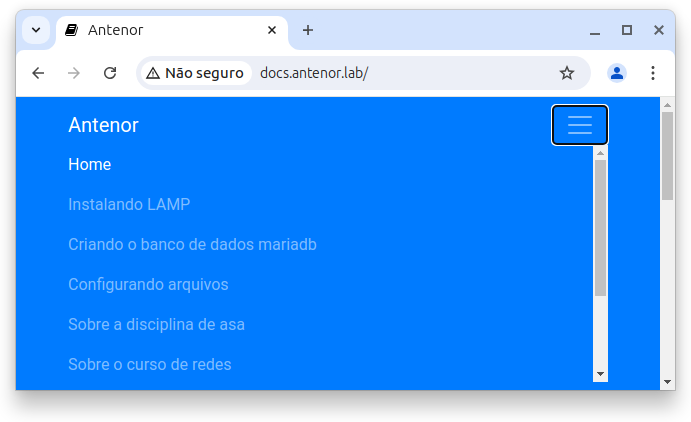 Antenor
Não seguro docs.antenor.lab/
Antenor
Home
Instalando LAMP
Criando o banco de dados mariadb
Configurando arquivos
Sobre a disciplina de asa
Sobre o curso de redes